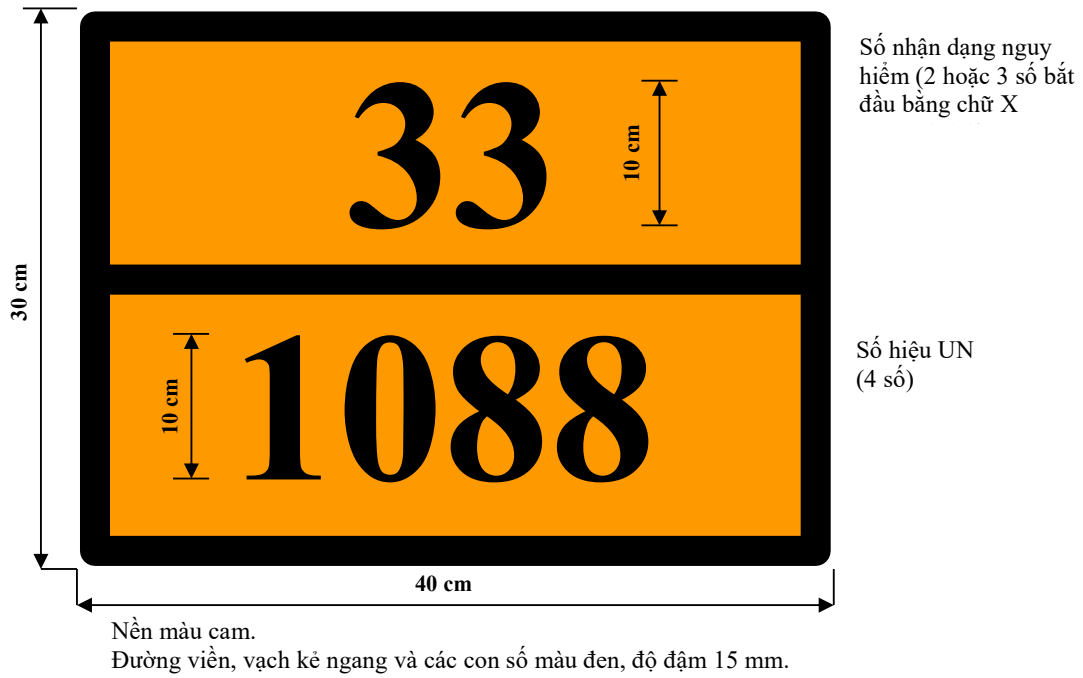 Số nhận dạng nguy
hiểm (2 hoặc 3 số bắt
đầu bằng chữ X
33
10 cm
30 cm
1088
10 cm
Số hiệu UN
(4 số)
40 cm
Nền màu cam.
Đường viền, vạch kẻ ngang và các con số màu đen, độ đậm 15 mm.